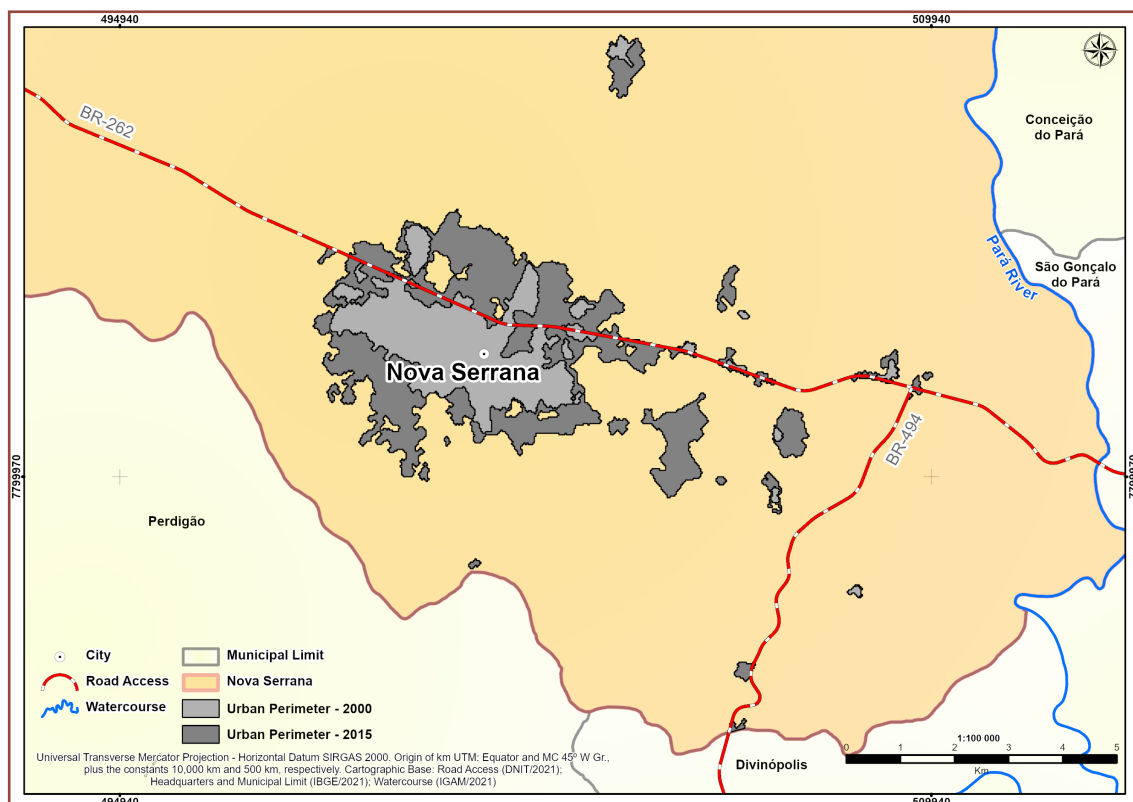 494940
509940
BR-262
Conceição
do Pará
Pará River
São Gonçalo
do Pará
Nova Serrana
BR-494
7799970
7799970
Perdigão
City
Road Access
Watercourse
Municipal Limit
Nova Serrana
Urban Perimeter - 2000
Urban Perimeter - 2015
Universal Transverse Mercator Projection - Horizontal Datum SIRGAS 2000. Origin of km UTM: Equator and MC 45º W Gr.,
plus the constants 10,000 km and 500 km, respectively. Cartographic Base: Road Access (DNIT/2021);
Headquarters and Municipal Limit (IBGE/2021); Watercourse (IGAM/2021)
Divinópolis
1:100 000
0 1 2 3 4 5
Km
494940
509940